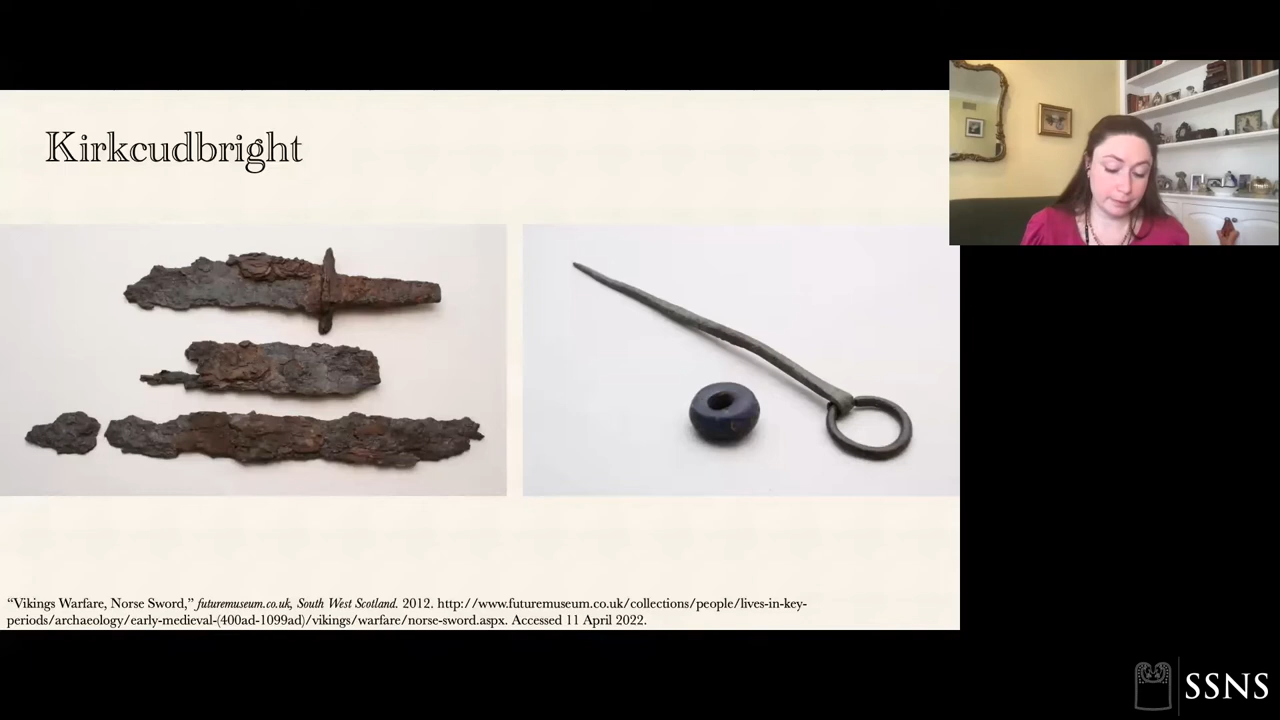 Kirkcudbright
“Vikings Warfare, Norse Sword,” futuremuseum.co.uk, South West Scotland. 2012. http://www.futuremuseum.co.uk/collections/people/lives-in-key-
periods/archaeology/early-medieval-(400ad-1099ad)/vikings/warfare/norse-sword.aspx. Accessed 11 April 2022.
SSNS